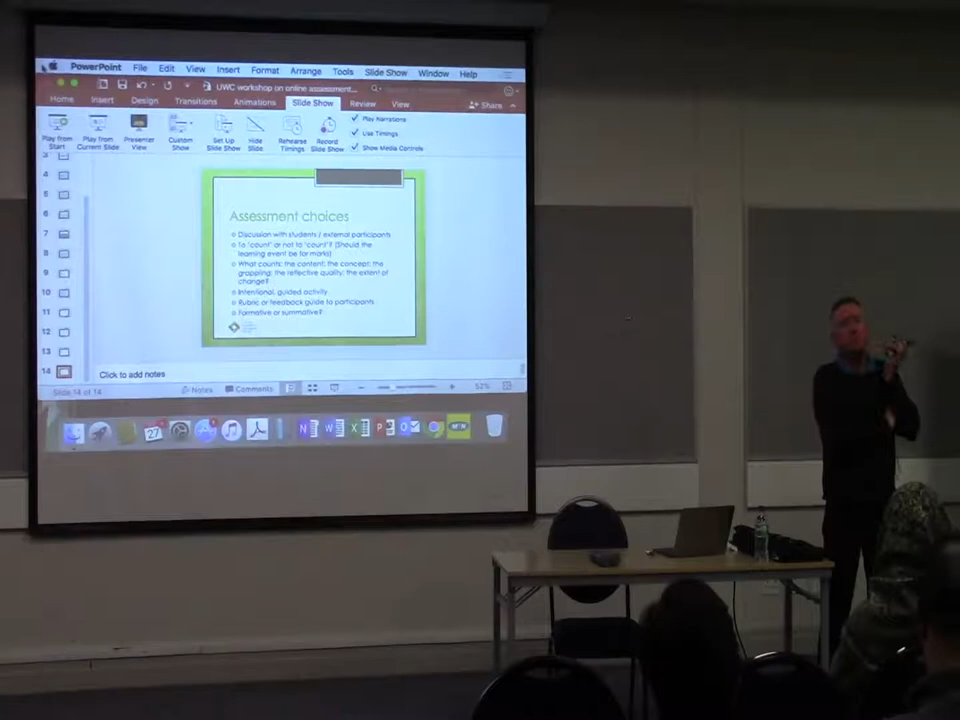 PowerPoint File Edit View Insert Format Arrange Tools Slide Show Window Help
UWC workshop on online assessment...
Home Insert Design Transitions Animations Slide Show Review View Share
Play from Start
Play from Current Slide
Presenter View
Custom Show
Set Up Slide Show
Hide Slide
Rehearse Timings
Record Slide Show
Play Narrations
Use Timings
Show Media Controls
3
4
5
6
7
8
9
10
11
12
13
14
Assessment choices
Discussion with students / external participants
To 'count' or not to 'count'? (Should the
learning event be for marks)
What counts: the content; the concept; the
grappling; the reflective quality; the extent of
change?
Intentional, guided activity
Rubric or feedback guide to participants
Formative or summative?
Click to add notes
Slide 14 of 14 Notes Comments 52%
27